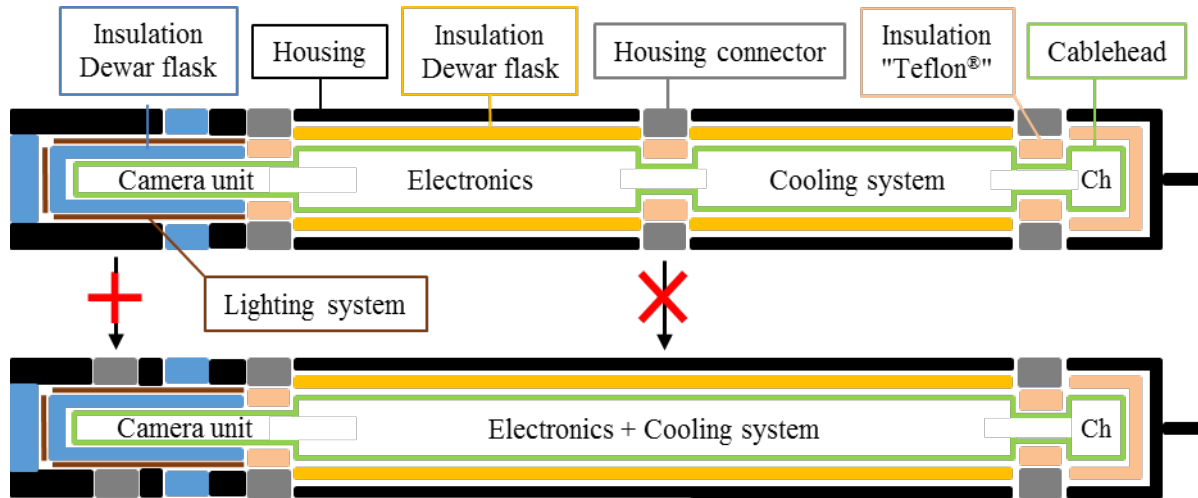 Insulation
Dewar flask
Housing
Insulation
Dewar flask
Housing connector
Insulation
"Teflon®"
Cablehead
Camera unit
Electronics
Cooling system
Ch
Lighting system
Camera unit
Electronics + Cooling system
Ch